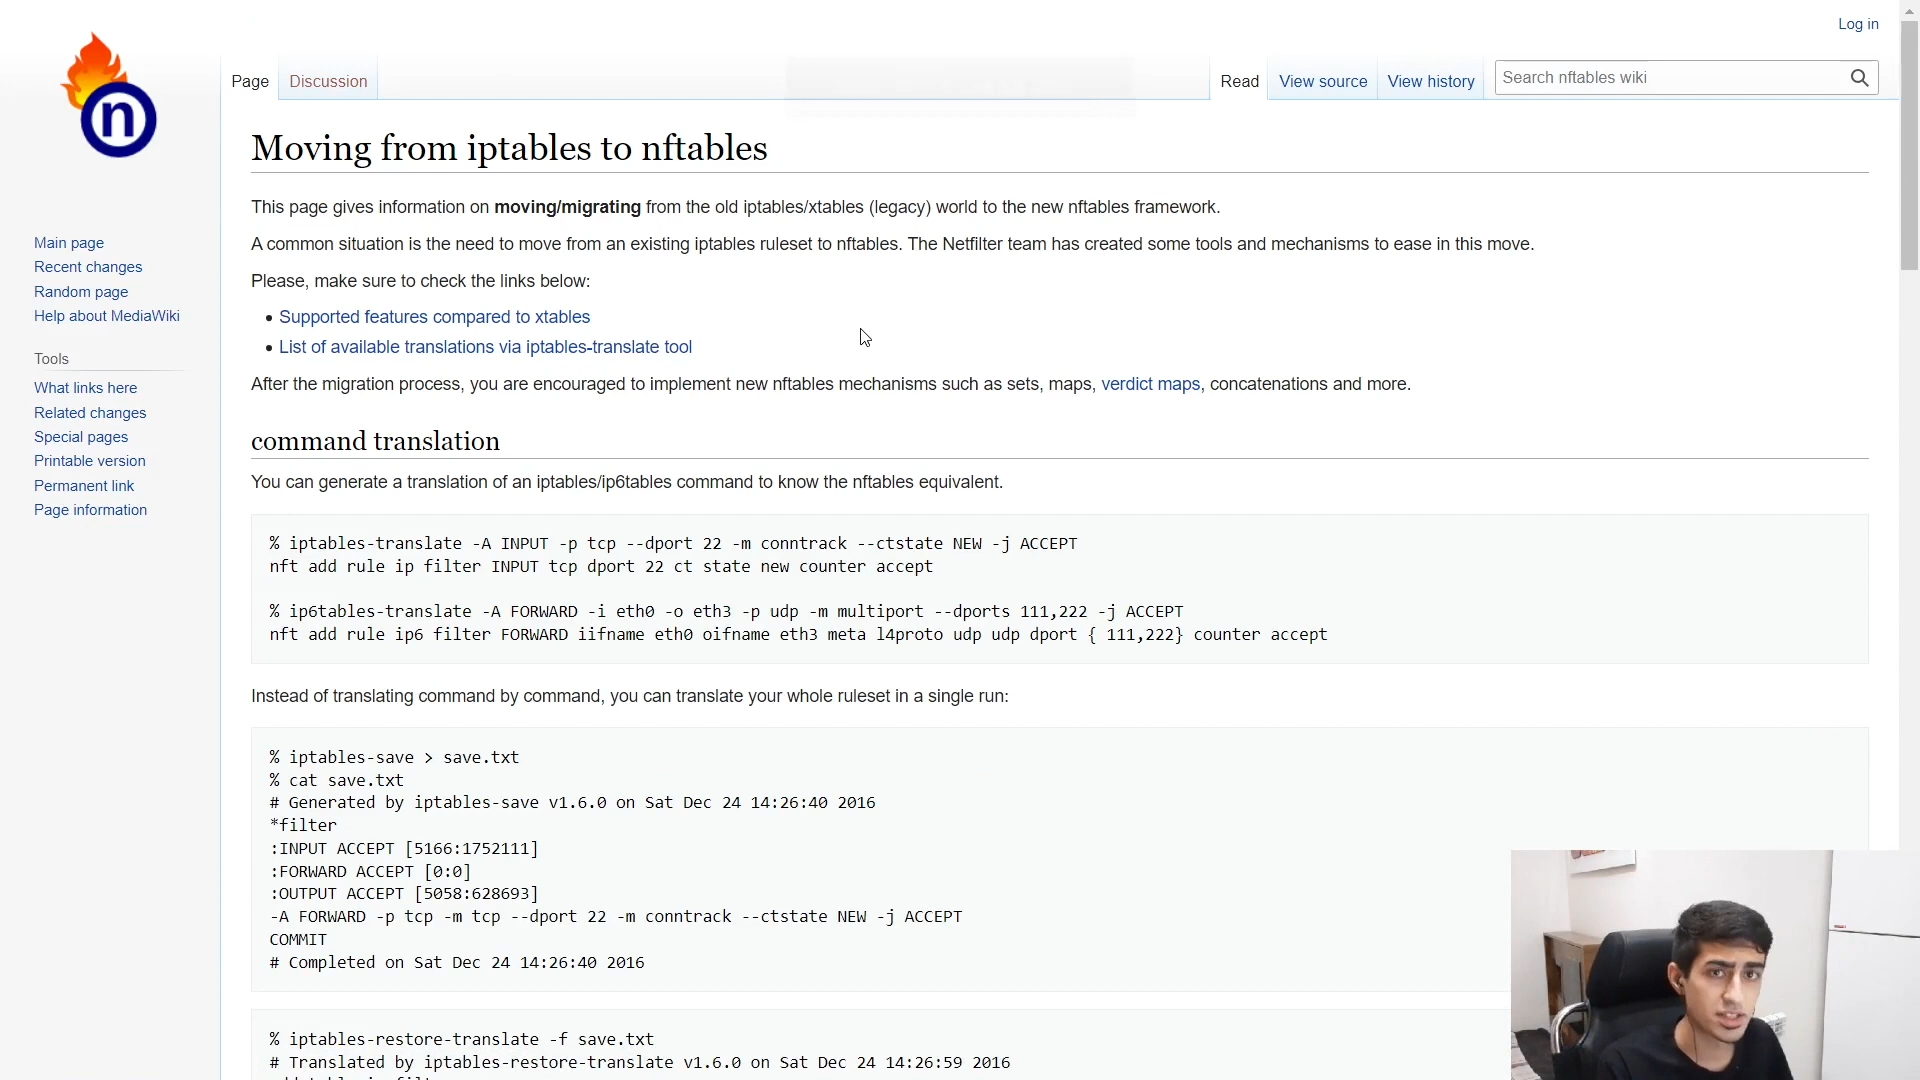 Log in
n
Page
Discussion
Read
View source
View history
Search nftables wiki
Moving from iptables to nftables
This page gives information on moving/migrating from the old iptables/xtables (legacy) world to the new nftables framework.
A common situation is the need to move from an existing iptables ruleset to nftables. The Netfilter team has created some tools and mechanisms to ease in this move.
Please, make sure to check the links below:
• Supported features compared to xtables
• List of available translations via iptables-translate tool
After the migration process, you are encouraged to implement new nftables mechanisms such as sets, maps, verdict maps, concatenations and more.
Main page
Recent changes
Random page
Help about MediaWiki
Tools
What links here
Related changes
Special pages
Printable version
Permanent link
Page information
command translation
You can generate a translation of an iptables/ip6tables command to know the nftables equivalent.
% iptables-translate -A INPUT -p tcp --dport 22 -m conntrack --ctstate NEW -j ACCEPT
nft add rule ip filter INPUT tcp dport 22 ct state new counter accept
% ip6tables-translate -A FORWARD -i eth0 -o eth3 -p udp -m multiport --dports 111,222 -j ACCEPT
nft add rule ip6 filter FORWARD iifname eth0 oifname eth3 meta l4proto udp udp dport { 111,222} counter accept
Instead of translating command by command, you can translate your whole ruleset in a single run:
% iptables-save > save.txt
% cat save.txt
# Generated by iptables-save v1.6.0 on Sat Dec 24 14:26:40 2016
*filter
:INPUT ACCEPT [5166:1752111]
:FORWARD ACCEPT [0:0]
:OUTPUT ACCEPT [5058:628693]
-A FORWARD -p tcp -m tcp --dport 22 -m conntrack --ctstate NEW -j ACCEPT
COMMIT
# Completed on Sat Dec 24 14:26:40 2016
% iptables-restore-translate -f save.txt
# Translated by iptables-restore-translate v1.6.0 on Sat Dec 24 14:26:59 2016